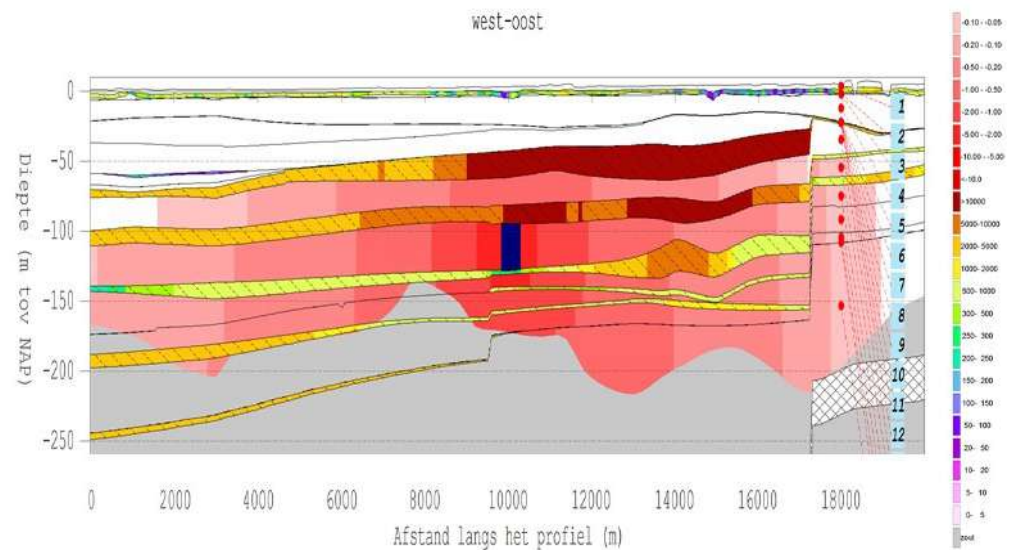 west-oost
0
-50
-100
-150
-200
-250
Diepte (m tov NAP)
0 2000 4000 6000 8000 10000 12000 14000 16000 18000
Afstand langs het profiel (m)
1
2
3
4
5
6
7
8
9
10
11
12
-0.10 - -0.05
-0.20 - -0.10
-0.50 - -0.20
-1.00 - -0.50
-2.00 - -1.00
-5.00 - -2.00
-10.00 - -5.00
<-10.0
> 10000
5000-10000
2000- 5000
1000- 2000
500- 1000
300- 500
250- 300
200- 250
150- 200
100- 150
50- 100
20- 50
10- 20
5- 10
0- 5
zout